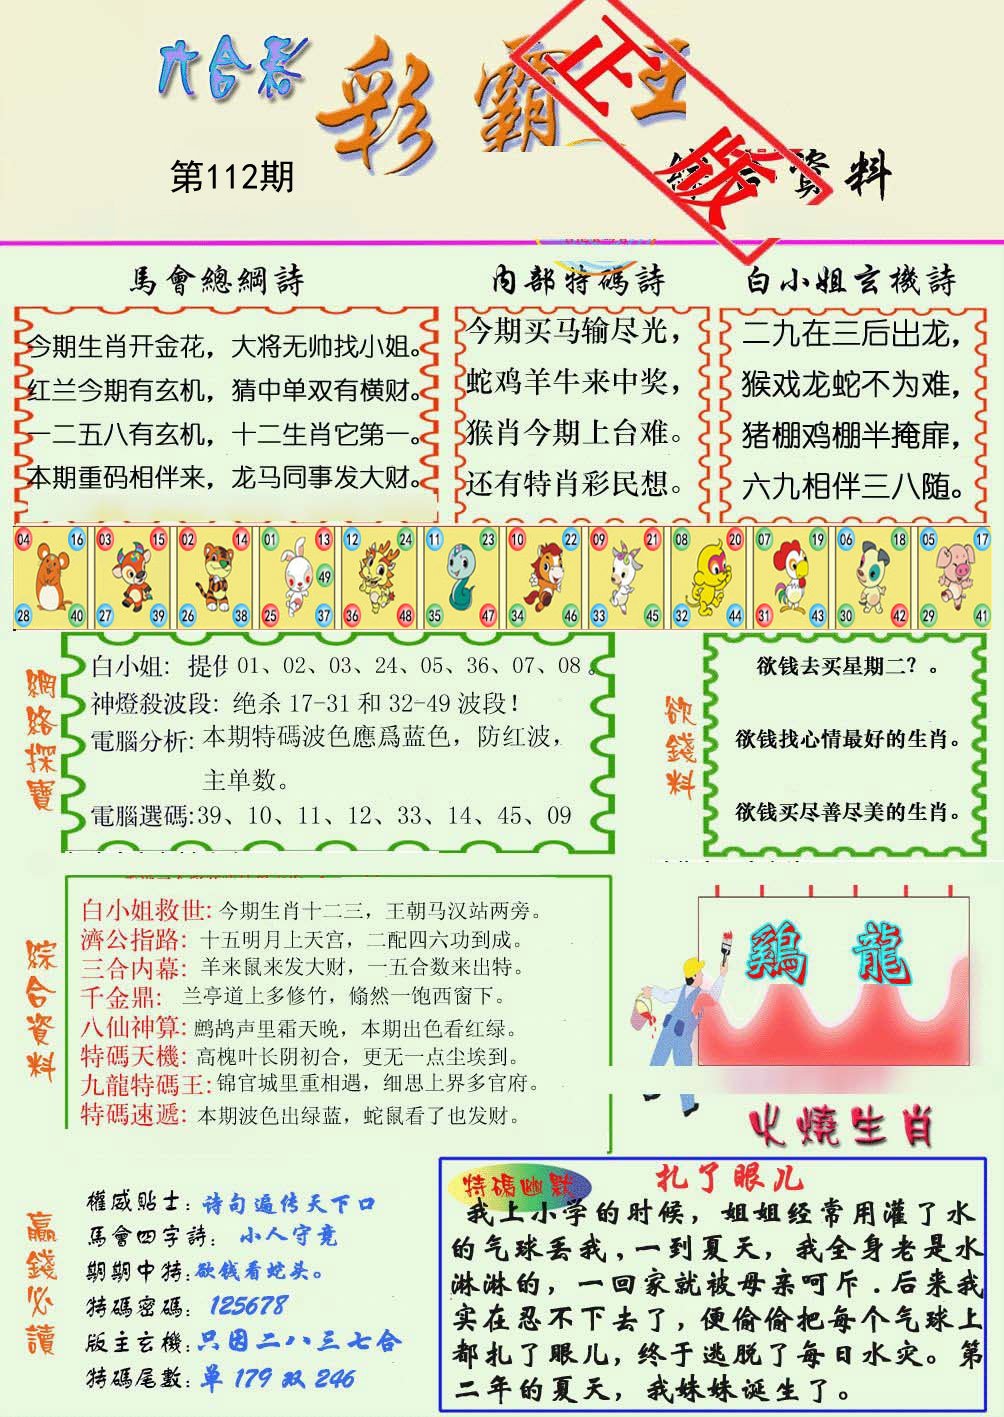 六合彩
彩霸王
正版
第112期
資料
馬會總綱詩
今期生肖开金花，大将无帅找小姐。
红兰今期有玄机，猜中单双有横财。
一二五八有玄机，十二生肖它第一。
本期重码相伴来，龙马同事发大财。
内部特碼詩
今期买马输尽光，
蛇鸡羊牛来中奖，
猴肖今期上台难。
还有特肖彩民想。
白小姐玄機詩
二九在三后出龙，
猴戏龙蛇不为难，
猪棚鸡棚半掩扉，
六九相伴三八随。
04 16 03 15 02 14 01 13 12 24 11 23 10 22 09 21 08 20 07 19 06 18 05 17
49
28 40 27 39 26 38 25 37 36 48 35 47 34 46 33 45 32 44 31 43 30 42 29 41
網絡探寶
白小姐: 提供 01、02、03、24、05、36、07、08 。
神燈殺波段: 绝杀 17-31 和 32-49 波段！
電腦分析: 本期特碼波色應爲蓝色，防红波，
主单数。
電腦選碼:39、10、11、12、33、14、45、09
欲錢料
欲钱去买星期二？。
欲钱找心情最好的生肖。
欲钱买尽善尽美的生肖。
綜合資料
白小姐救世: 今期生肖十二三，王朝马汉站两旁。
濟公指路: 十五明月上天宫，二配四六功到成。
三合内幕: 羊来鼠来发大财，一五合数来出特。
千金鼎: 兰亭道上多修竹，翛然一饱西窗下。
八仙神算: 鹧鸪声里霜天晚，本期出色看红绿。
特碼天機: 高槐叶长阴初合，更无一点尘埃到。
九龍特碼王: 锦官城里重相遇，细思上界多官府。
特碼速遞: 本期波色出绿蓝，蛇鼠看了也发财。
鷄 龍
火燒生肖
贏錢必讀
權威貼士: 诗句遍传天下口
馬會四字詩: 小人守竞
期期中特: 欲钱看蛇头。
特碼密碼: 125678
版主玄機: 只因二八三七合
特碼尾數: 单 179 双 246
特碼幽默
扎了眼儿
我上小学的时候，姐姐经常用灌了水
的气球丢我，一到夏天，我全身老是水
淋淋的，一回家就被母亲呵斥．后来我
实在忍不下去了，便偷偷把每个气球上
都扎了眼儿，终于逃脱了每日水灾。第
二年的夏天，我妹妹诞生了。